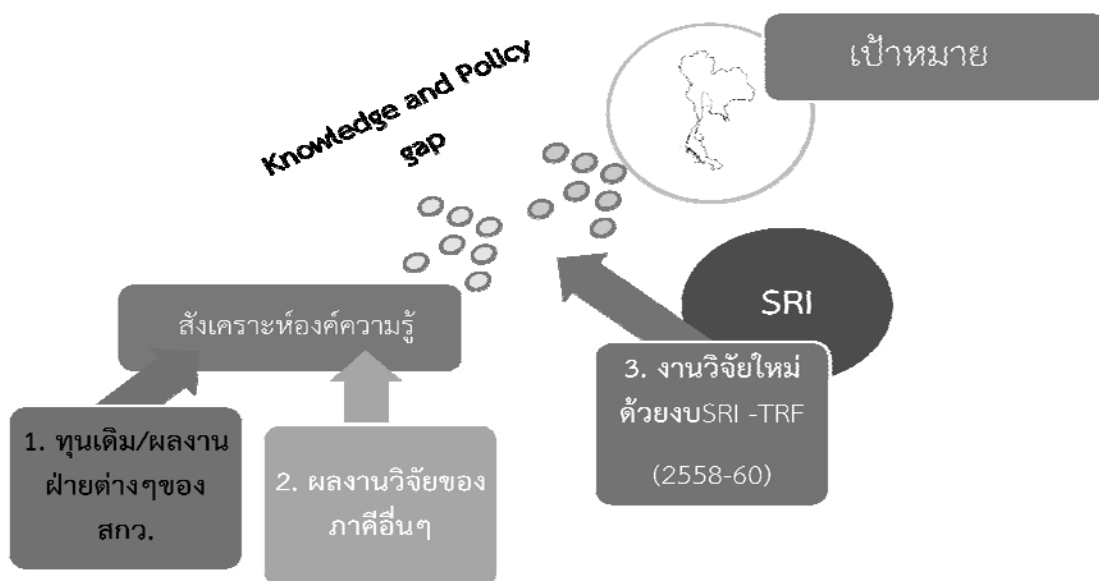 เป้าหมาย
Knowledge and Policy
gap
SRI
สังเคราะห์องค์ความรู้
3. งานวิจัยใหม่
ด้วยงบSRI -TRF
(2558-60)
1. ทุนเดิม/ผลงาน
ฝ่ายต่างๆของ
สกว.
2. ผลงานวิจัยของ
ภาคีอื่นๆ